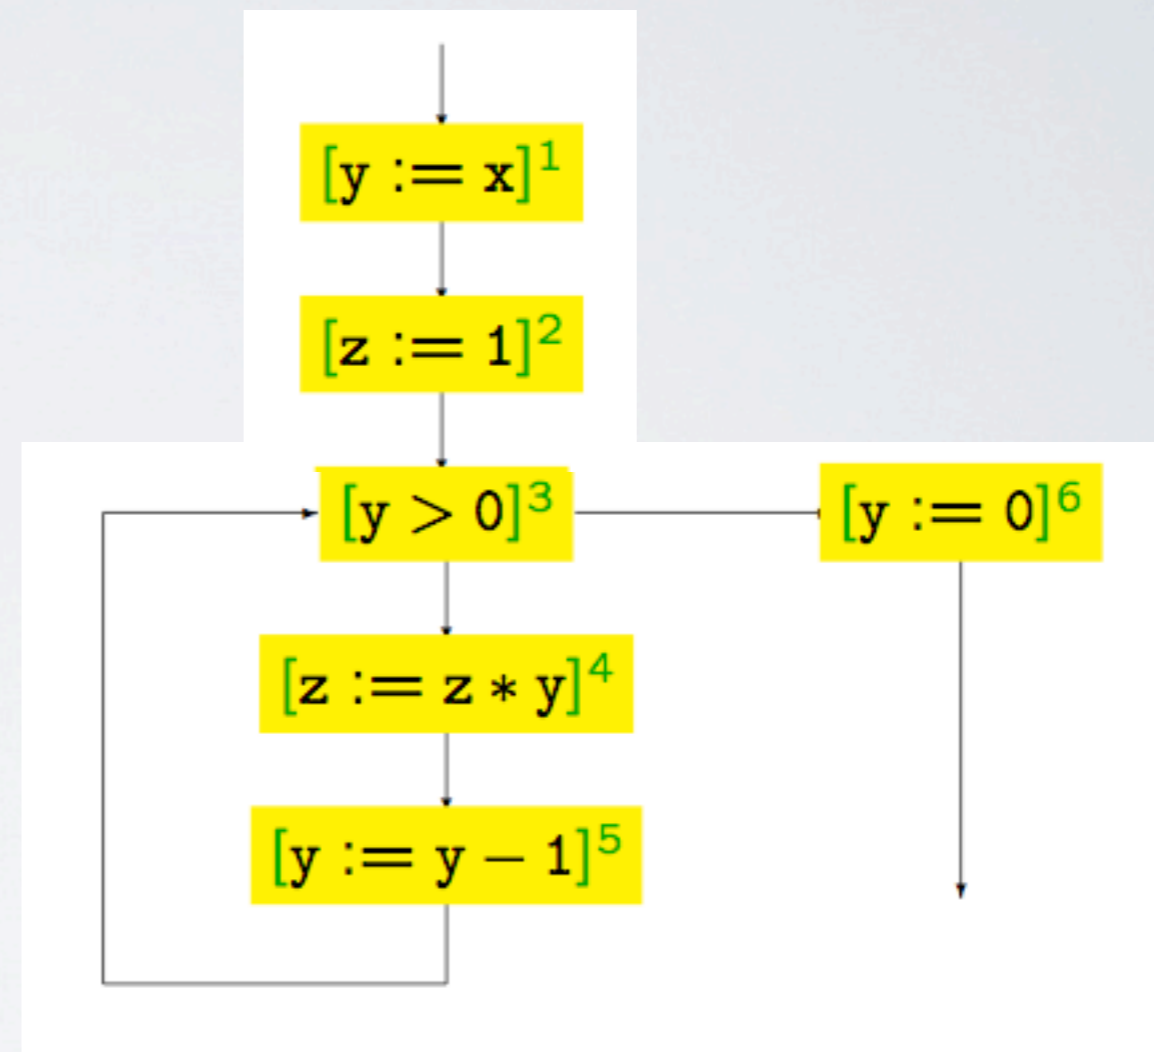 [y := x]¹
[z := 1]²
[y > 0]³
[y := 0]⁶
[z := z * y]⁴
[y := y − 1]⁵